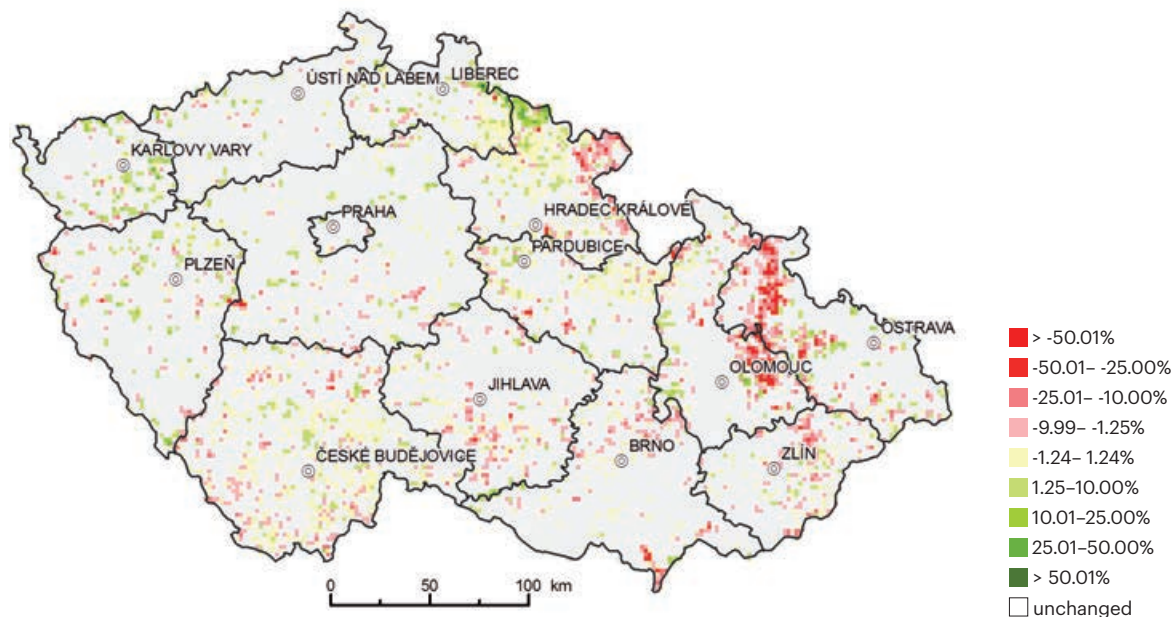 ÚSTÍ NAD LABEM
LIBEREC
KARLOVY VARY
PRAHA
HRADEC KRÁLOVÉ
PARDUBICE
PLZEŇ
OSTRAVA
OLOMOUC
JIHLAVA
BRNO
ZLÍN
ČESKÉ BUDĚJOVICE
0 50 100 km
> -50.01%
-50.01– -25.00%
-25.01– -10.00%
-9.99– -1.25%
-1.24– 1.24%
1.25–10.00%
10.01–25.00%
25.01–50.00%
> 50.01%
unchanged